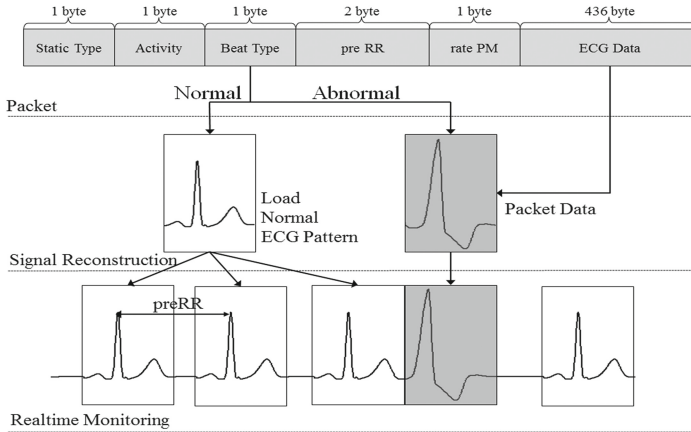 1 byte 1 byte 1 byte 2 byte 1 byte 436 byte
Static Type Activity Beat Type pre RR rate PM ECG Data
Normal Abnormal
Packet
Load
Normal
ECG Pattern
Packet Data
Signal Reconstruction
preRR
Realtime Monitoring